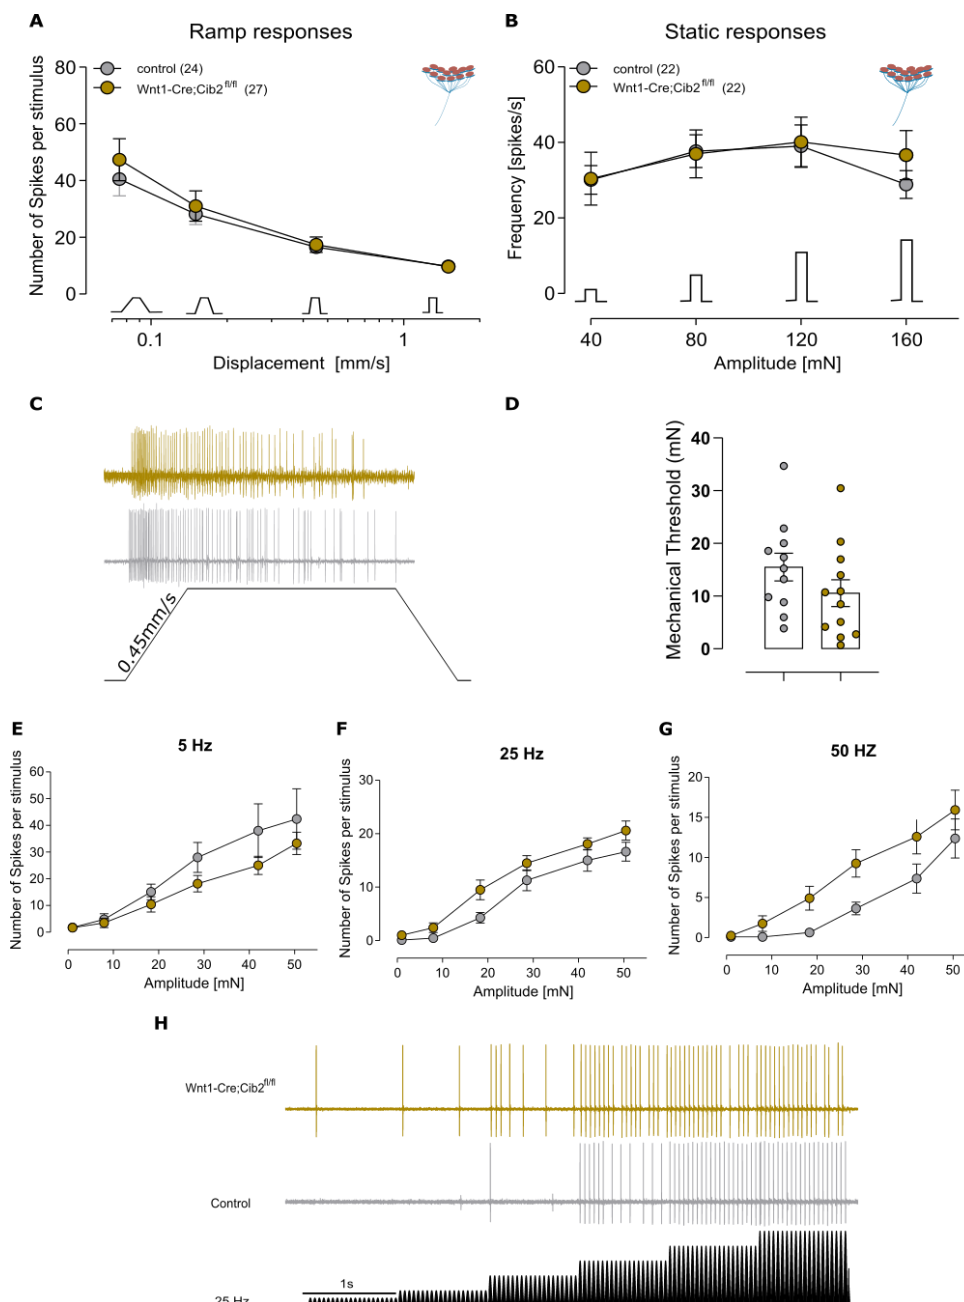 A
Ramp responses
Number of Spikes per stimulus
80
60
40
20
0
control (24)
Wnt1-Cre;Cib2fl/fl (27)
0.1
1
Displacement [mm/s]
B
Static responses
Frequency [spikes/s]
60
40
20
0
control (22)
Wnt1-Cre;Cib2fl/fl (22)
40
80
120
160
Amplitude [mN]
C
0.45mm/s
D
Mechanical Threshold (mN)
40
30
20
10
0
E
5 Hz
Number of Spikes per stimulus
60
50
40
30
20
10
0
0
10
20
30
40
50
Amplitude [mN]
F
25 Hz
Number of Spikes per stimulus
30
20
10
0
0
10
20
30
40
50
Amplitude [mN]
G
50 HZ
Number of Spikes per stimulus
20
15
10
5
0
0
10
20
30
40
50
Amplitude [mN]
H
Wnt1-Cre;Cib2fl/fl
Control
1s
25 Hz